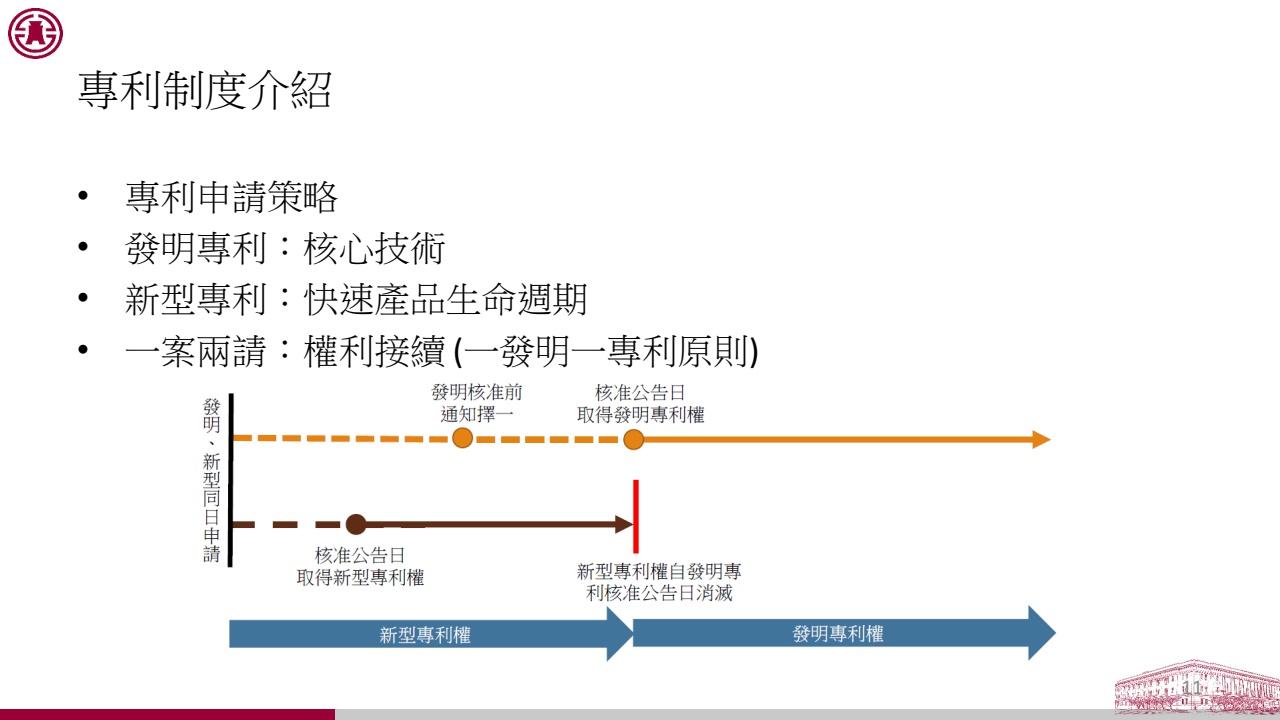 專利制度介紹
• 專利申請策略
• 發明專利：核心技術
• 新型專利：快速產品生命週期
• 一案兩請：權利接續 (一發明一專利原則)
發明、新型同日申請
發明核准前
通知擇一
核准公告日
取得發明專利權
核准公告日
取得新型專利權
新型專利權自發明專
利核准公告日消滅
新型專利權
發明專利權
11